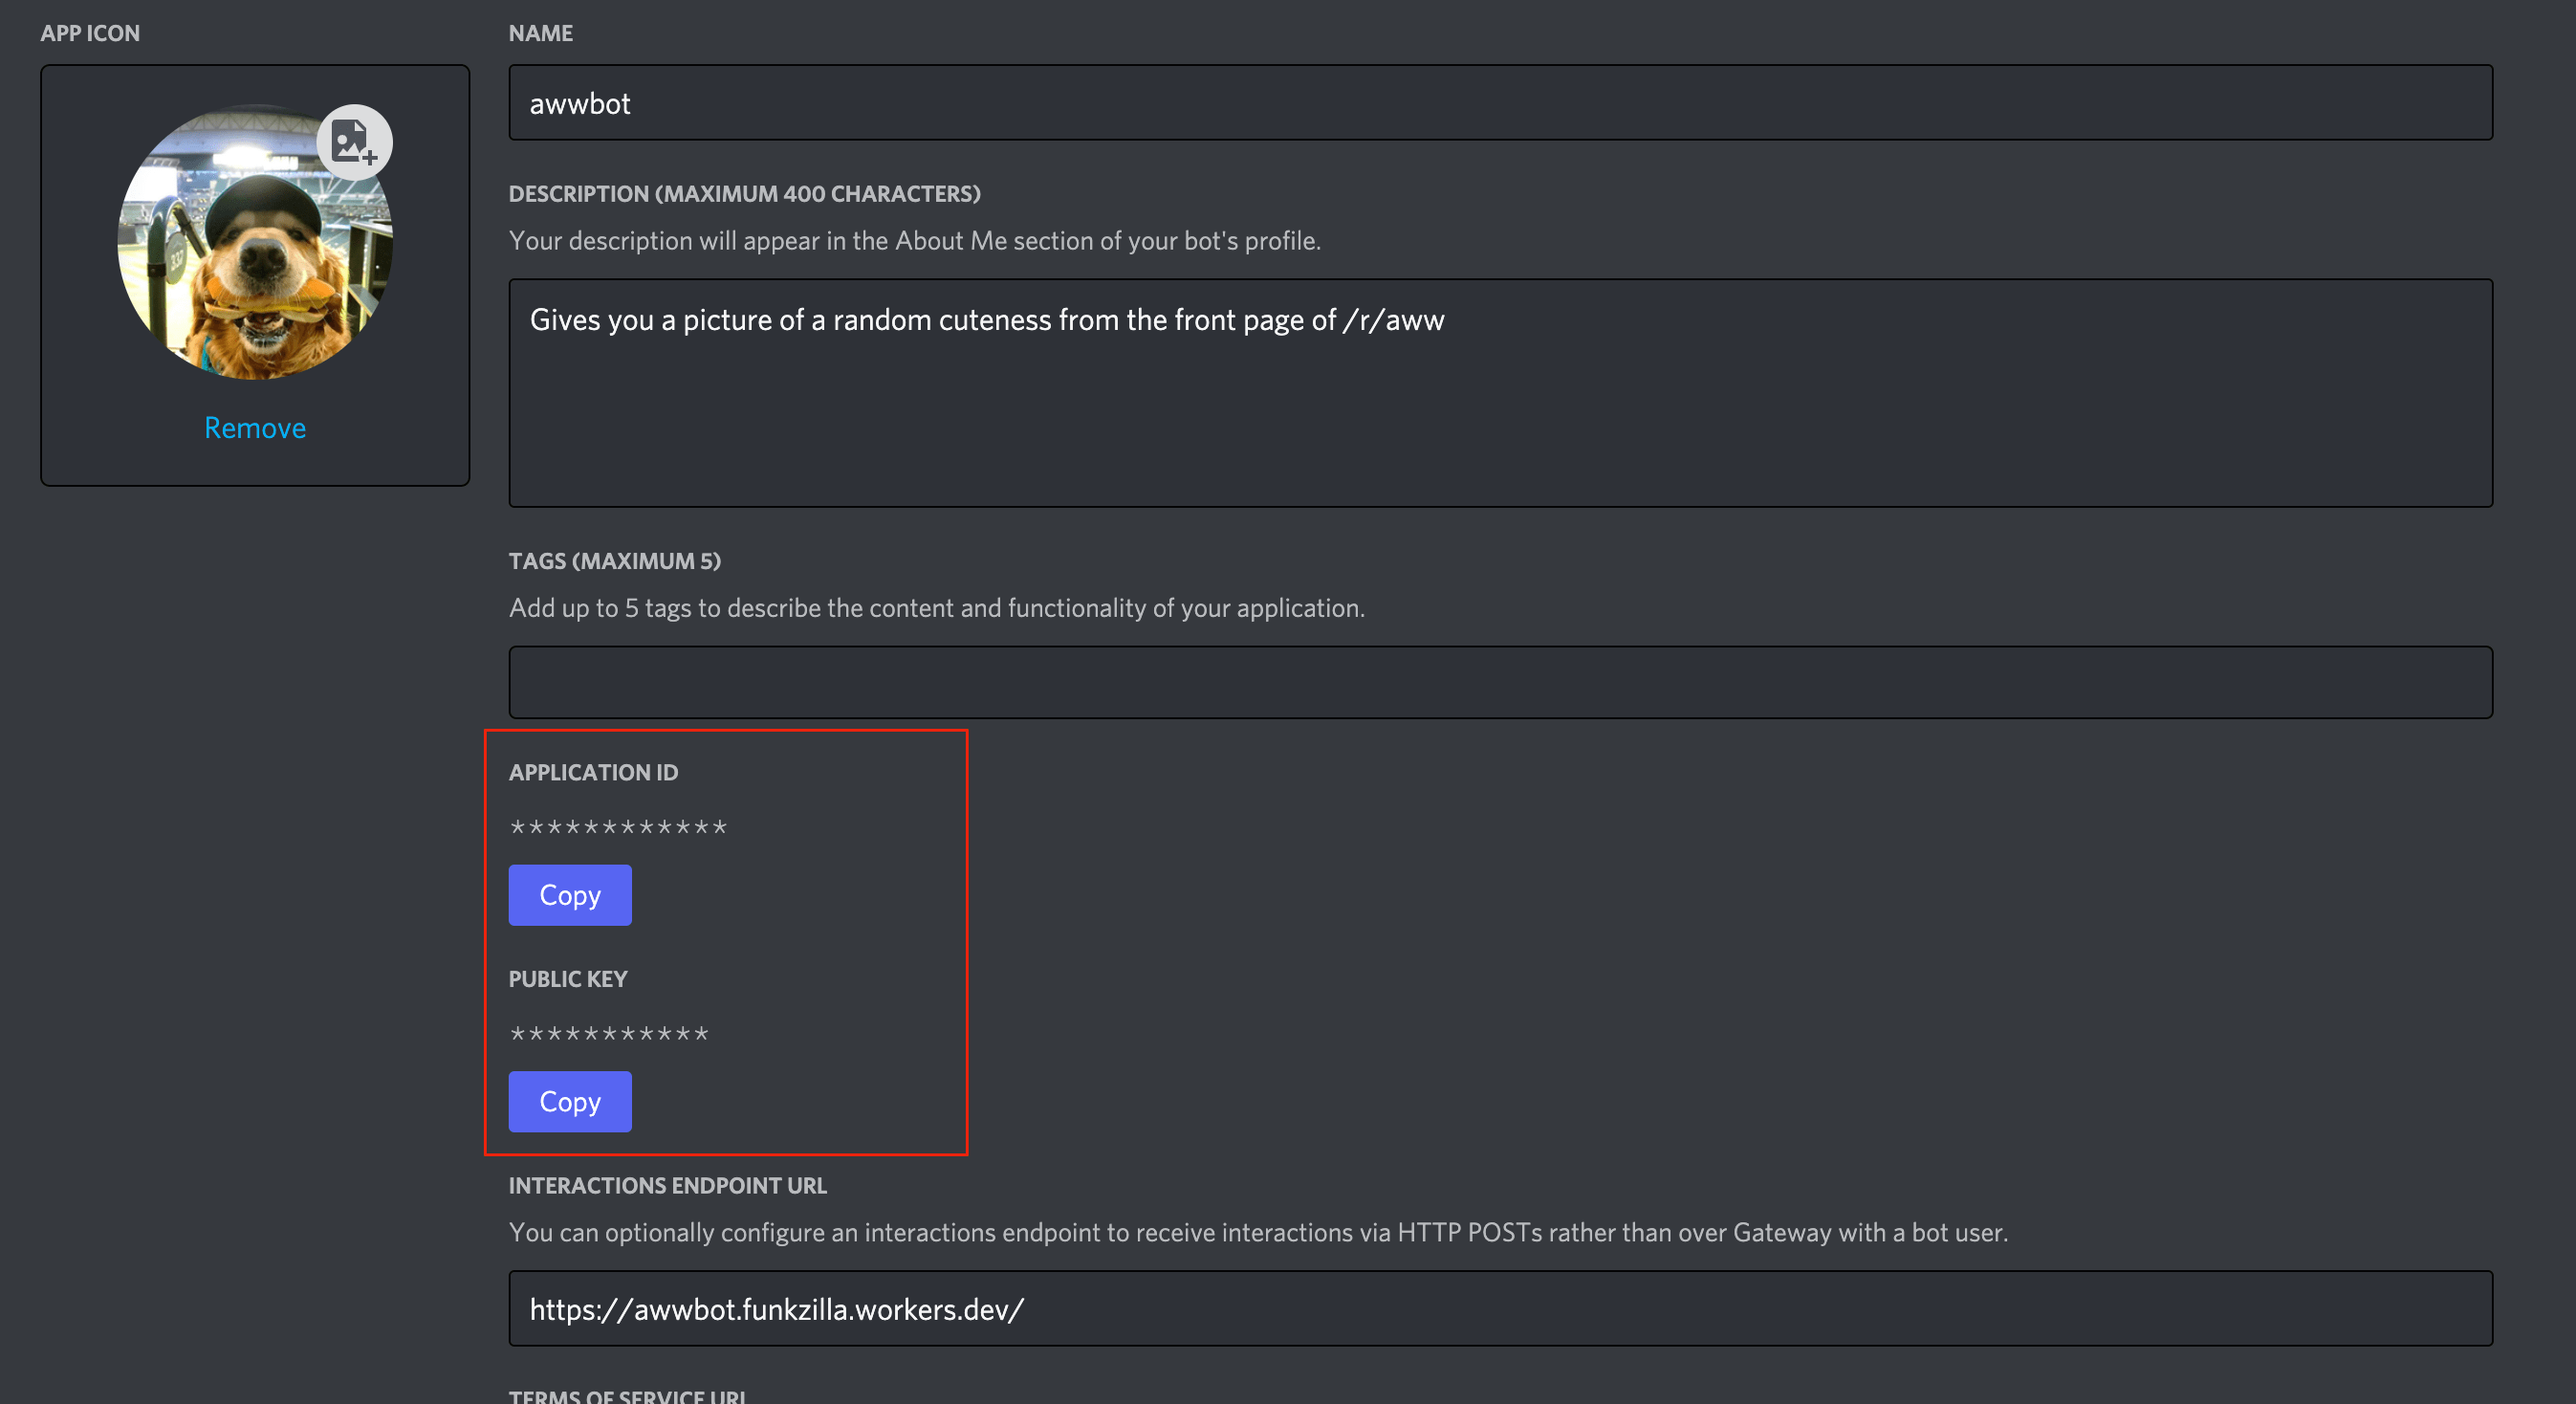 APP ICON
Remove
NAME
awwbot
DESCRIPTION (MAXIMUM 400 CHARACTERS)
Your description will appear in the About Me section of your bot's profile.
Gives you a picture of a random cuteness from the front page of /r/aww
TAGS (MAXIMUM 5)
Add up to 5 tags to describe the content and functionality of your application.
APPLICATION ID
************
Copy
PUBLIC KEY
***********
Copy
INTERACTIONS ENDPOINT URL
You can optionally configure an interactions endpoint to receive interactions via HTTP POSTs rather than over Gateway with a bot user.
https://awwbot.funkzilla.workers.dev/
TERMS OF SERVICE URL